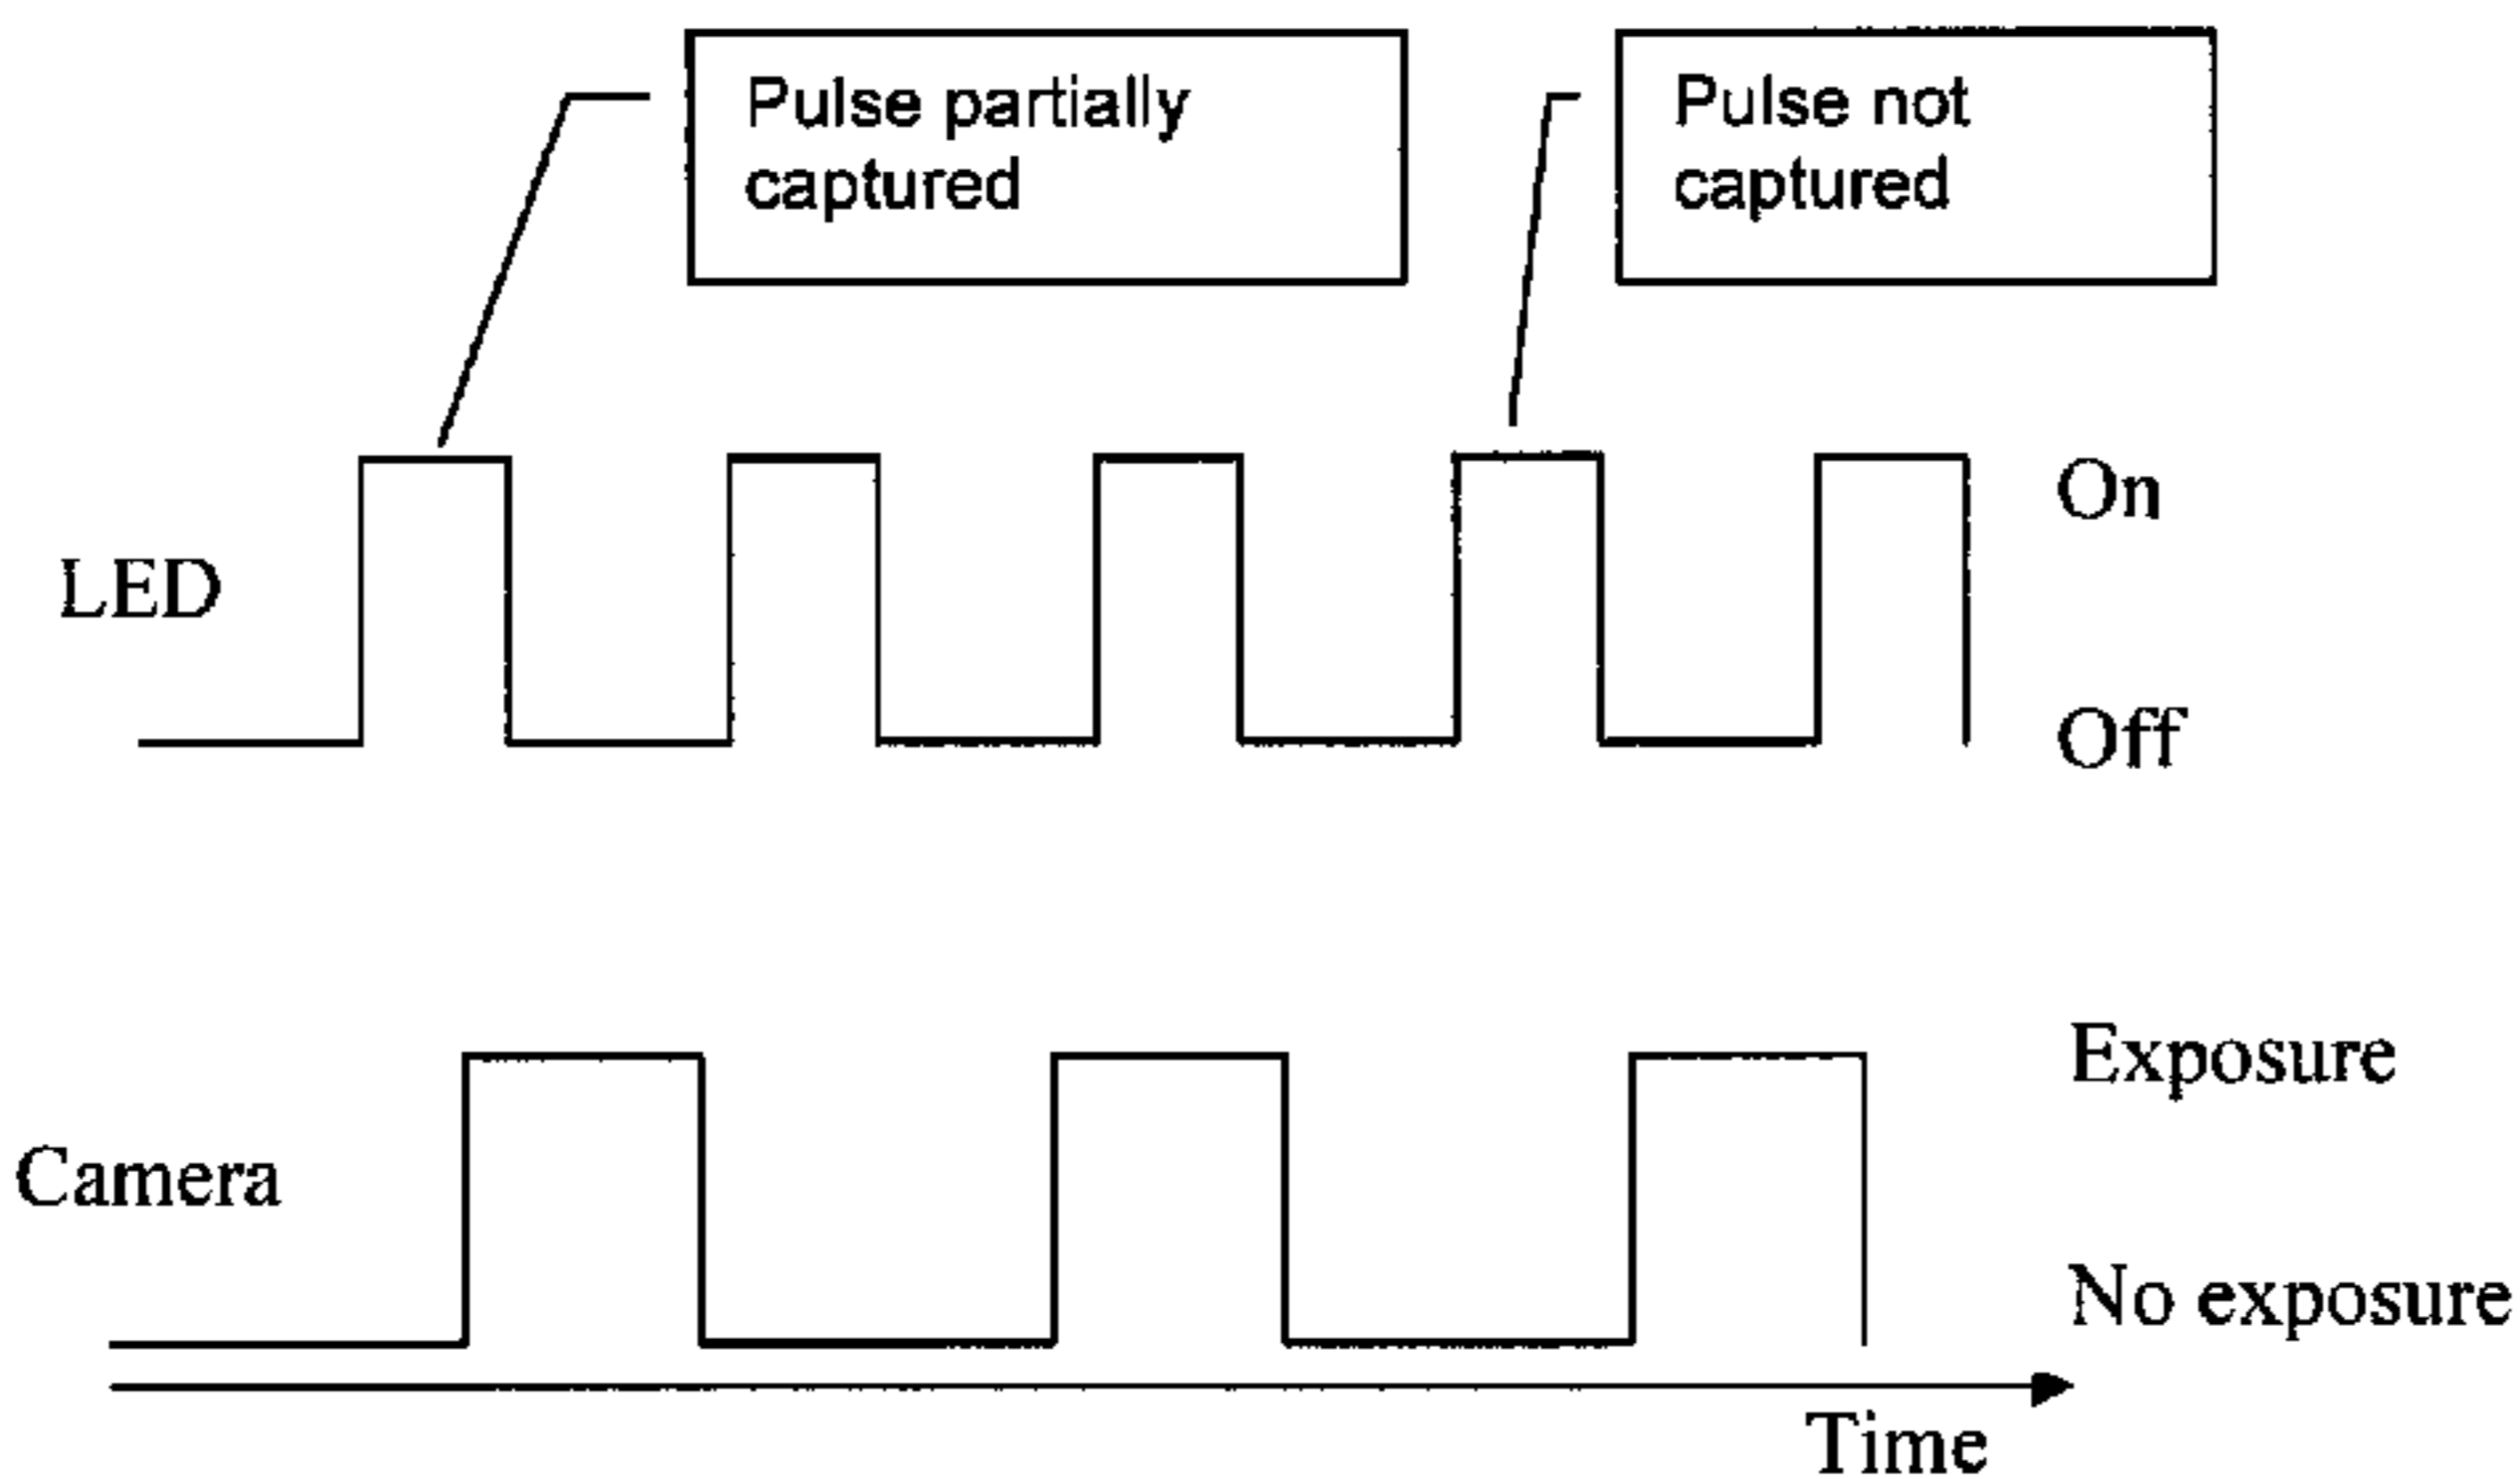 Pulse partially
captured
Pulse not
captured
On
LED
Off
Exposure
Camera
No exposure
Time